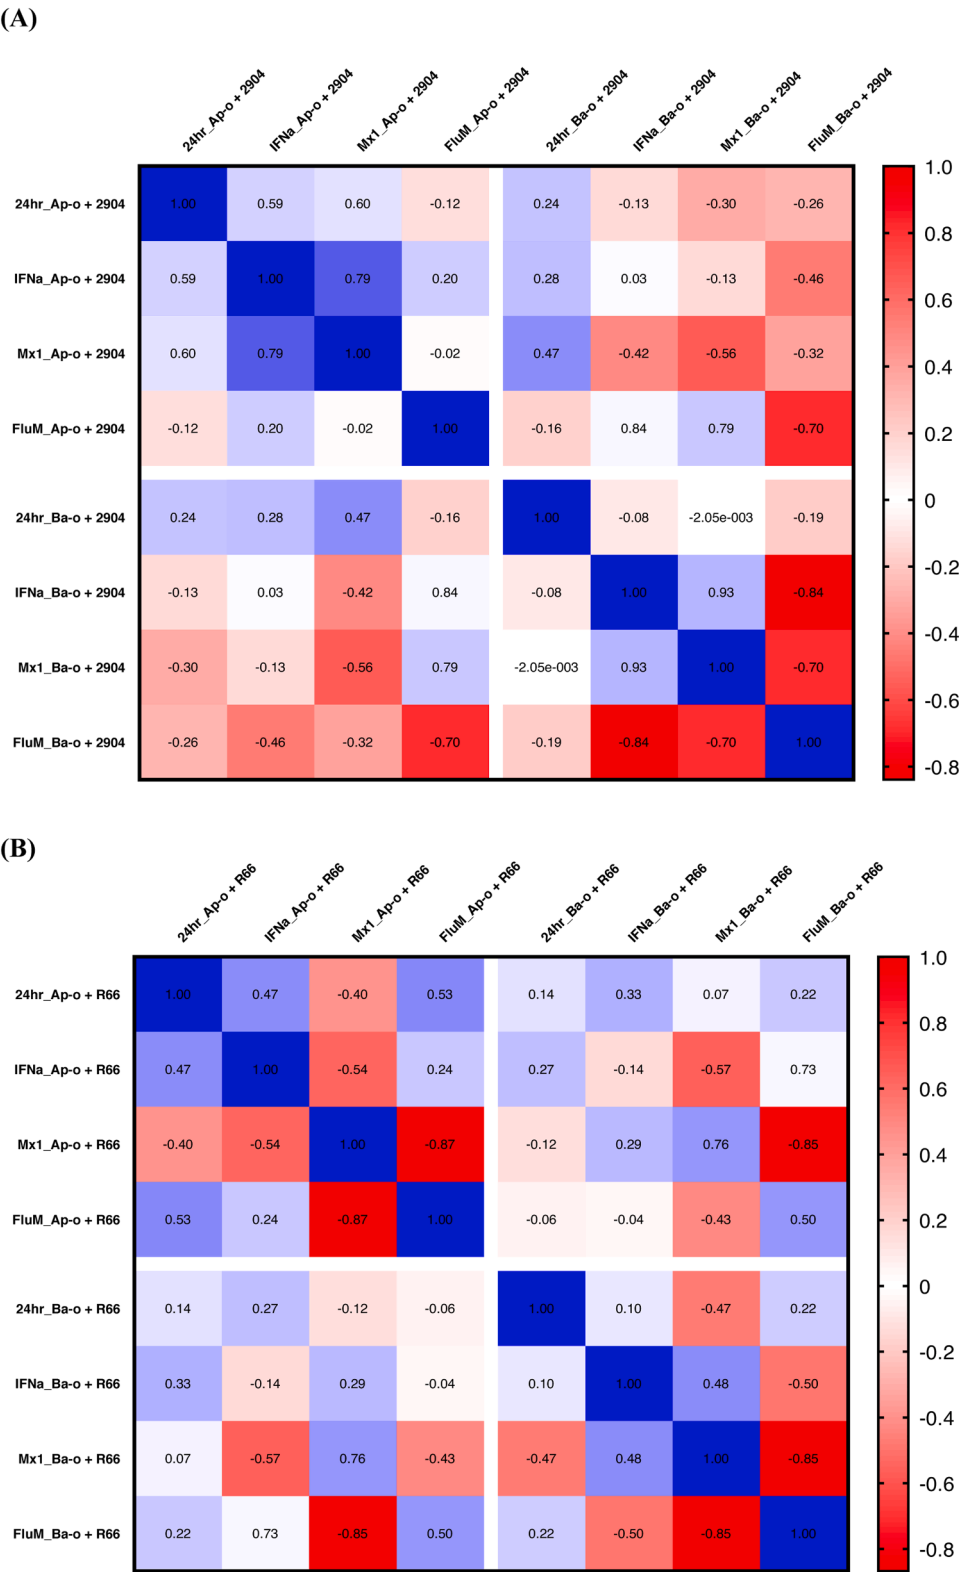 (A)
24hr_Ap-o + 2904 IFNa_Ap-o + 2904 Mx1_Ap-o + 2904 FluM_Ap-o + 2904 24hr_Ba-o + 2904 IFNa_Ba-o + 2904 Mx1_Ba-o + 2904 FluM_Ba-o + 2904
24hr_Ap-o + 2904 1.00 0.59 0.60 -0.12 0.24 -0.13 -0.30 -0.26
IFNa_Ap-o + 2904 0.59 1.00 0.79 0.20 0.28 0.03 -0.13 -0.46
Mx1_Ap-o + 2904 0.60 0.79 1.00 -0.02 0.47 -0.42 -0.56 -0.32
FluM_Ap-o + 2904 -0.12 0.20 -0.02 1.00 -0.16 0.84 0.79 -0.70
24hr_Ba-o + 2904 0.24 0.28 0.47 -0.16 1.00 -0.08 -2.05e-003 -0.19
IFNa_Ba-o + 2904 -0.13 0.03 -0.42 0.84 -0.08 1.00 0.93 -0.84
Mx1_Ba-o + 2904 -0.30 -0.13 -0.56 0.79 -2.05e-003 0.93 1.00 -0.70
FluM_Ba-o + 2904 -0.26 -0.46 -0.32 -0.70 -0.19 -0.84 -0.70 1.00
1.0
0.8
0.6
0.4
0.2
0
-0.2
-0.4
-0.6
-0.8
(B)
24hr_Ap-o + R66 IFNa_Ap-o + R66 Mx1_Ap-o + R66 FluM_Ap-o + R66 24hr_Ba-o + R66 IFNa_Ba-o + R66 Mx1_Ba-o + R66 FluM_Ba-o + R66
24hr_Ap-o + R66 1.00 0.47 -0.40 0.53 0.14 0.33 0.07 0.22
IFNa_Ap-o + R66 0.47 1.00 -0.54 0.24 0.27 -0.14 -0.57 0.73
Mx1_Ap-o + R66 -0.40 -0.54 1.00 -0.87 -0.12 0.29 0.76 -0.85
FluM_Ap-o + R66 0.53 0.24 -0.87 1.00 -0.06 -0.04 -0.43 0.50
24hr_Ba-o + R66 0.14 0.27 -0.12 -0.06 1.00 0.10 -0.47 0.22
IFNa_Ba-o + R66 0.33 -0.14 0.29 -0.04 0.10 1.00 0.48 -0.50
Mx1_Ba-o + R66 0.07 -0.57 0.76 -0.43 -0.47 0.48 1.00 -0.85
FluM_Ba-o + R66 0.22 0.73 -0.85 0.50 0.22 -0.50 -0.85 1.00
1.0
0.8
0.6
0.4
0.2
0
-0.2
-0.4
-0.6
-0.8